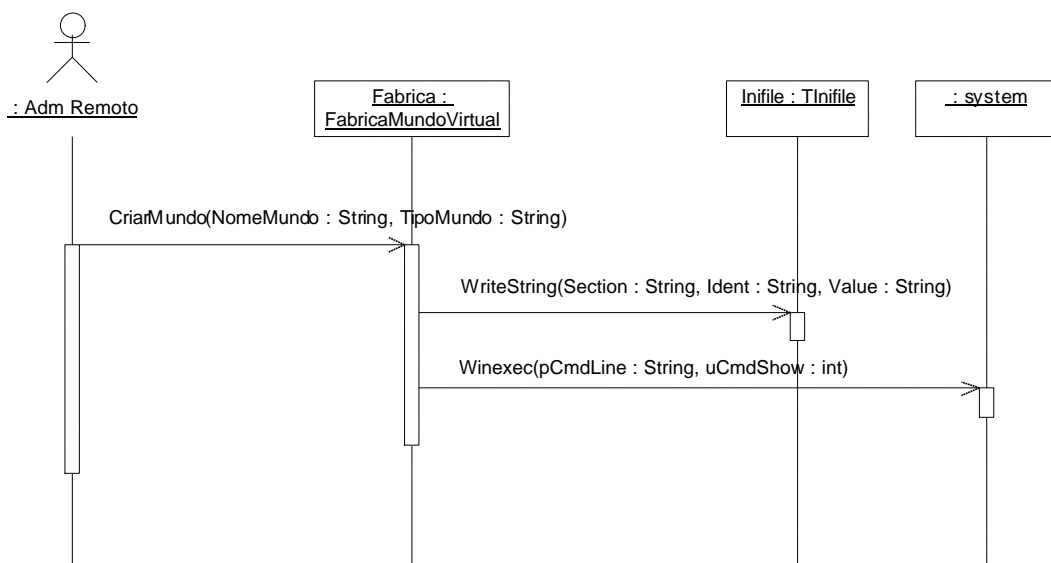 : Adm Remoto
Fabrica :
FabricaMundoVirtual
Inifile : TInifile
: system
CriarMundo(NomeMundo : String, TipoMundo : String)
WriteString(Section : String, Ident : String, Value : String)
Winexec(pCmdLine : String, uCmdShow : int)